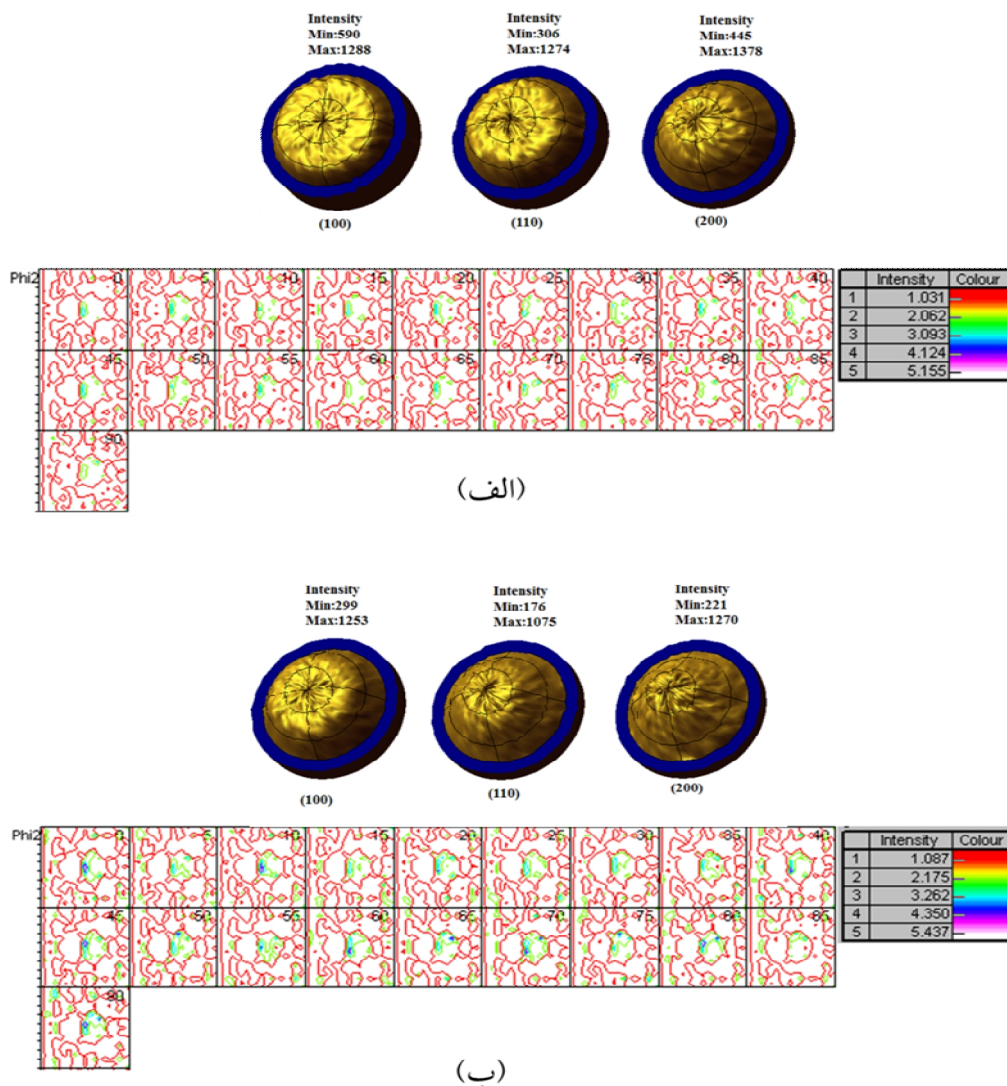 Intensity
Min:590
Max:1288
Intensity
Min:306
Max:1274
Intensity
Min:445
Max:1378
(100)
(110)
(200)
Phi2 0 5 10 15 20 25 30 35 40
45 50 55 60 65 70 75 80 85
90
Intensity Colour
1 1.031
2 2.062
3 3.093
4 4.124
5 5.155
(الف)
Intensity
Min:299
Max:1253
Intensity
Min:176
Max:1075
Intensity
Min:221
Max:1270
(100)
(110)
(200)
Phi2 0 5 10 15 20 25 30 35 40
45 50 55 60 65 70 75 80 85
90
Intensity Colour
1 1.087
2 2.175
3 3.262
4 4.350
5 5.437
(ب)